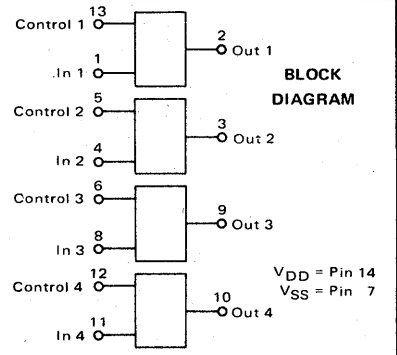 13
Control 1
2
Out 1
1
In 1
BLOCK
DIAGRAM
5
Control 2
3
Out 2
4
In 2
6
Control 3
9
Out 3
8
In 3
12
Control 4
10
Out 4
11
In 4
VDD = Pin 14
VSS = Pin 7